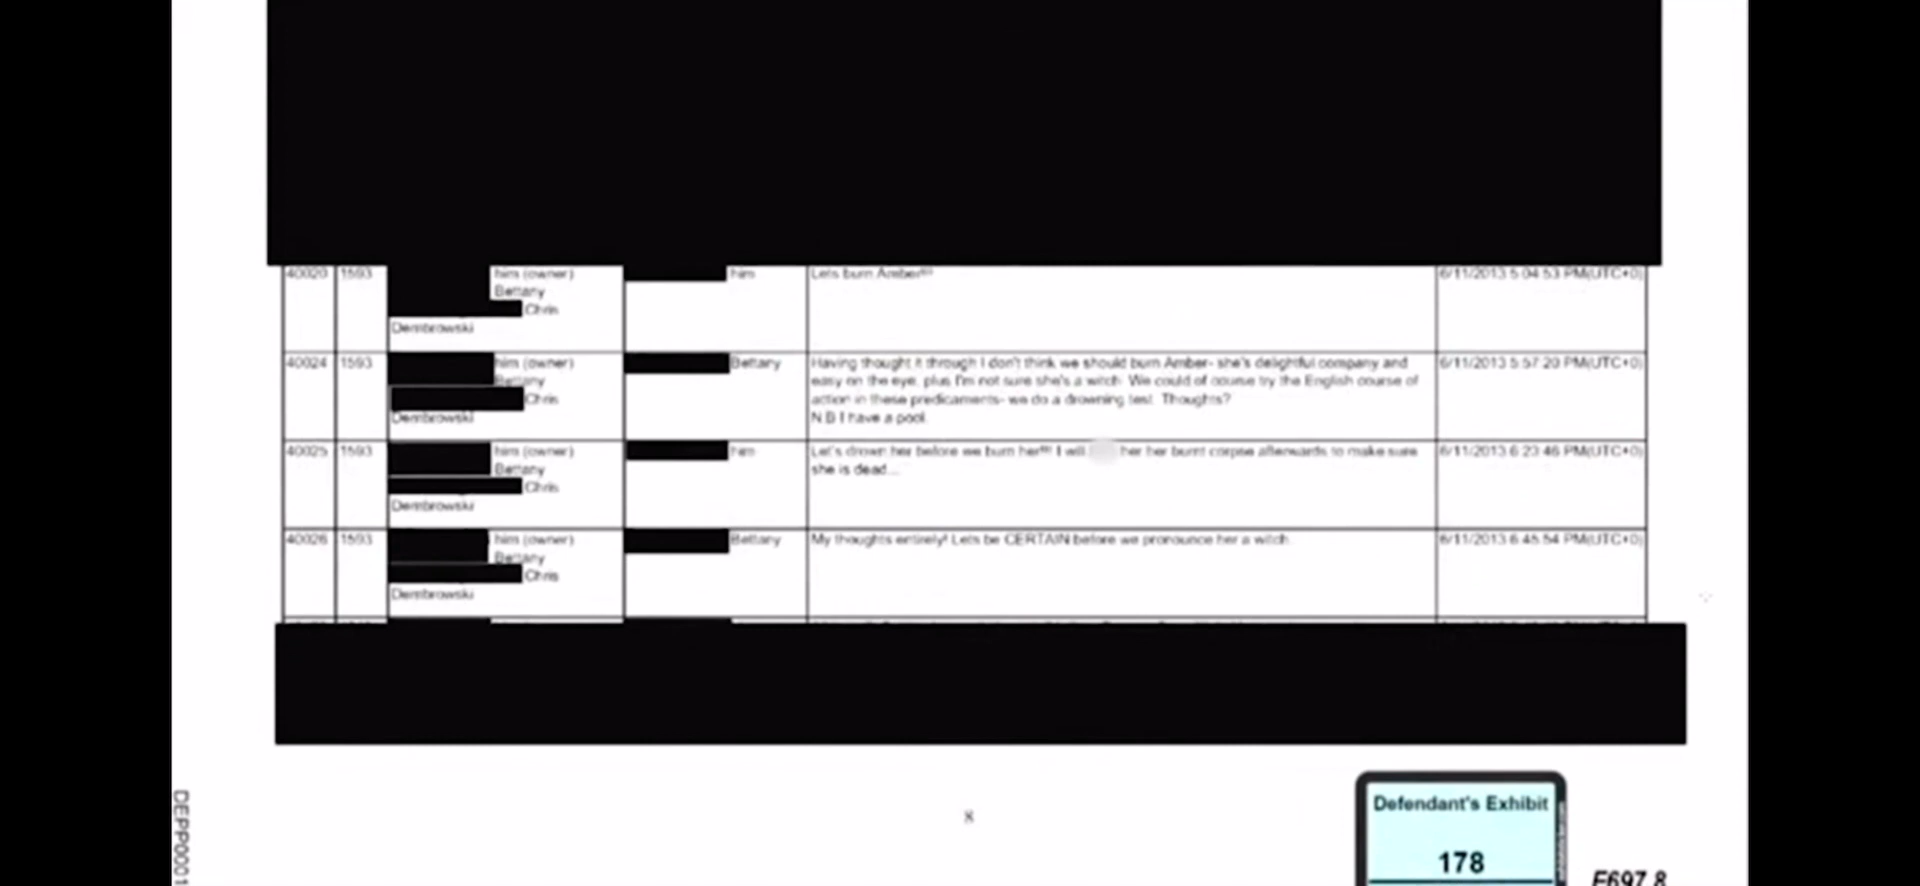 40020 1593 him (owner) him Lets burn Amber!!! 6/11/2013 5:04:53 PM(UTC+0)
Bettany
Chris
Dembrowski
40024 1593 him (owner) Bettany Having thought it through I don't think we should burn Amber- she's delightful company and 6/11/2013 5:57:20 PM(UTC+0)
Bettany easy on the eye, plus I'm not sure she's a witch. We could of course try the English course of
Chris action in these predicaments- we do a drowning test. Thoughts?
Dembrowski N.B I have a pool.
40025 1593 him (owner) him Let's drown her before we burn her!!! I will her her burnt corpse afterwards to make sure 6/11/2013 6:23:46 PM(UTC+0)
Bettany she is dead...
Chris
Dembrowski
40026 1593 him (owner) Bettany My thoughts entirely! Lets be CERTAIN before we pronounce her a witch. 6/11/2013 6:45:54 PM(UTC+0)
Bettany
Chris
Dembrowski
8
Defendant's Exhibit
178
DEPP0001
F697.8